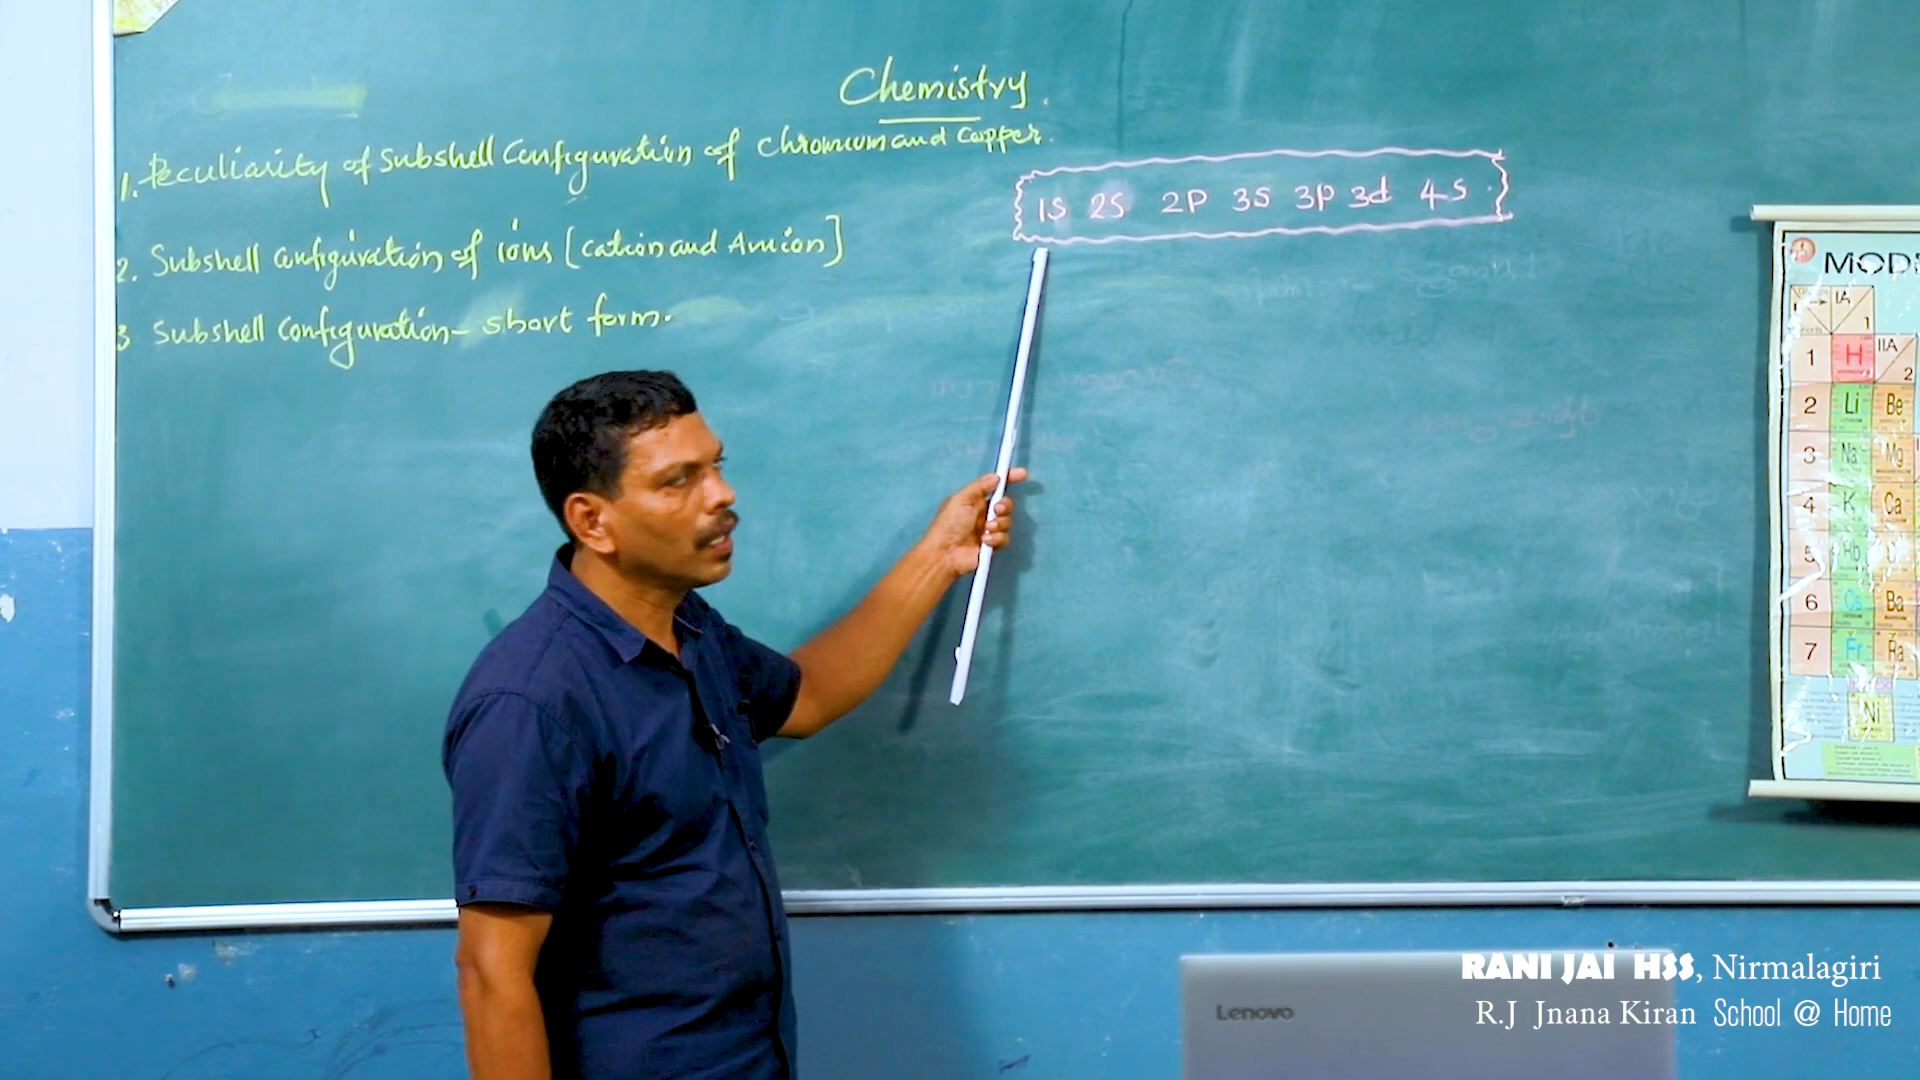 Chemistry.
1. Peculiarity of Subshell Configuration of chromium and Copper.
1s 2s 2p 3s 3p 3d 4s
2. Subshell configuration of ions [cation and Anion]
3 Subshell Configuration - short form.
MODE
IA
1
1 H IIA
2
2 Li Be
3 Na Mg
4 K Ca
5 Rb
6 Cs Ba
7 Fr Ra
Ni
Lenovo
RANI JAI HSS, Nirmalagiri
R.J Jnana Kiran School @ Home